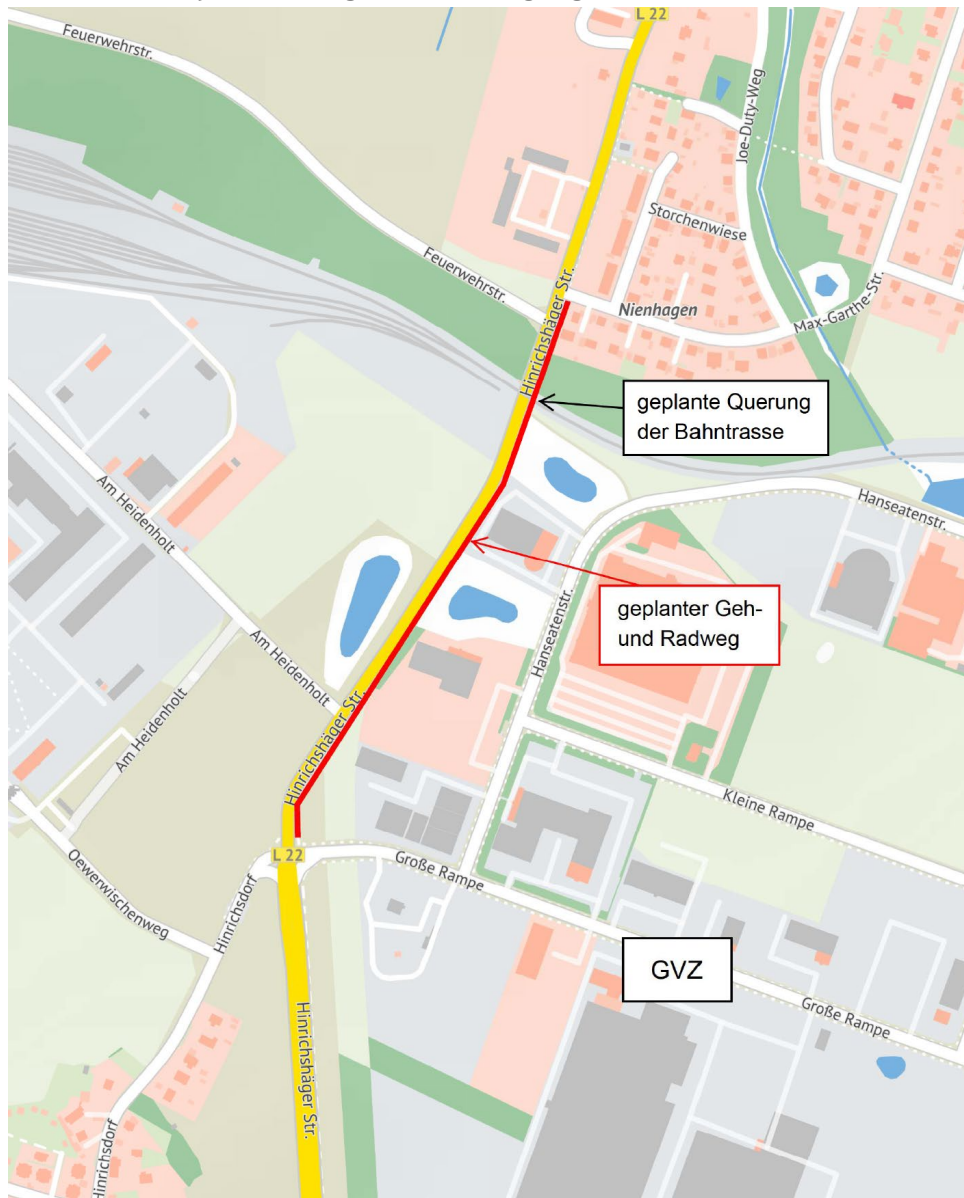 L 22
Feuerwehrstr.
Joe-Duty-Weg
Storchenwiese
Feuerwehrstr.
Hinrichshäger Str.
Nienhagen
Max-Garthe-Str.
geplante Querung
der Bahntrasse
Am Heidenholt
Hanseatenstr.
geplanter Geh-
und Radweg
Hanseatenstr.
Am Heidenholt
Am Heidenholt
Hinrichshäger Str.
Kleine Rampe
L 22
Große Rampe
Oewerwischenweg
Hinrichsdorf
GVZ
Große Rampe
Hinrichshäger Str.
Hinrichsdorf